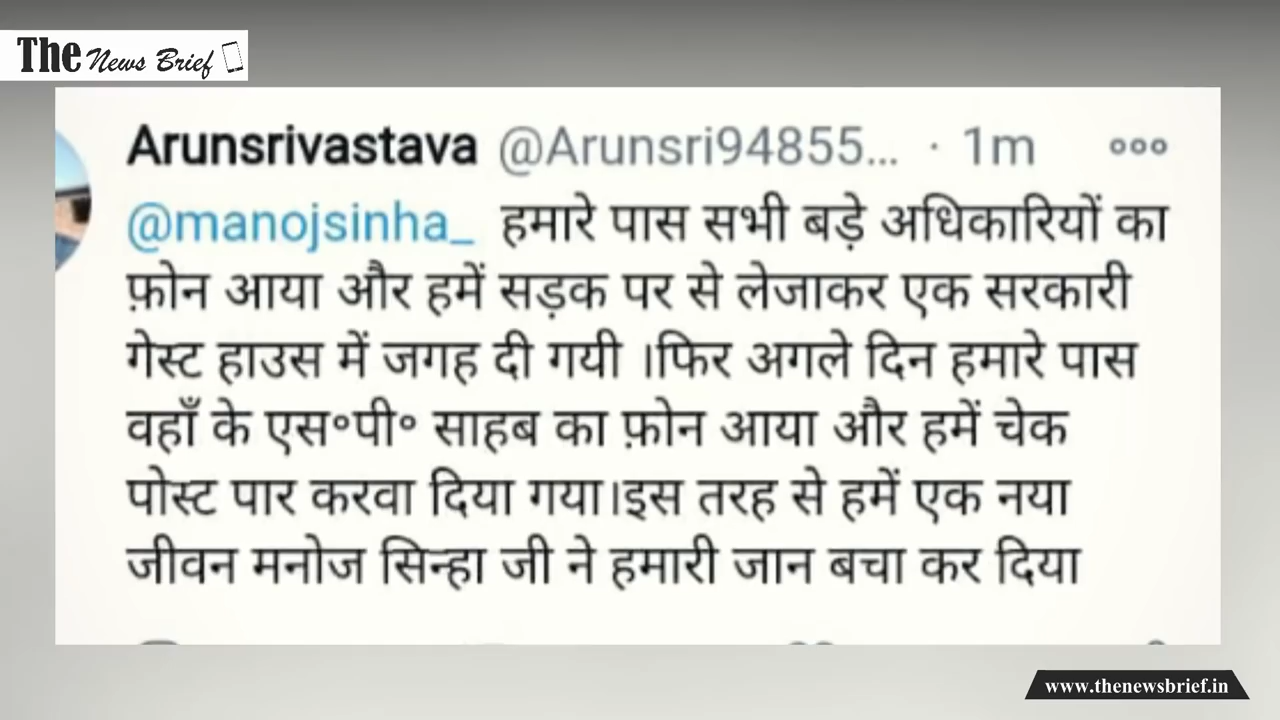 The News Brief
Arunsrivastava @Arunsri94855... · 1m
@manojsinha_ हमारे पास सभी बड़े अधिकारियों का
फ़ोन आया और हमें सड़क पर से लेजाकर एक सरकारी
गेस्ट हाउस में जगह दी गयी ।फिर अगले दिन हमारे पास
वहाँ के एस॰पी॰ साहब का फ़ोन आया और हमें चेक
पोस्ट पार करवा दिया गया।इस तरह से हमें एक नया
जीवन मनोज सिन्हा जी ने हमारी जान बचा कर दिया
www.thenewsbrief.in